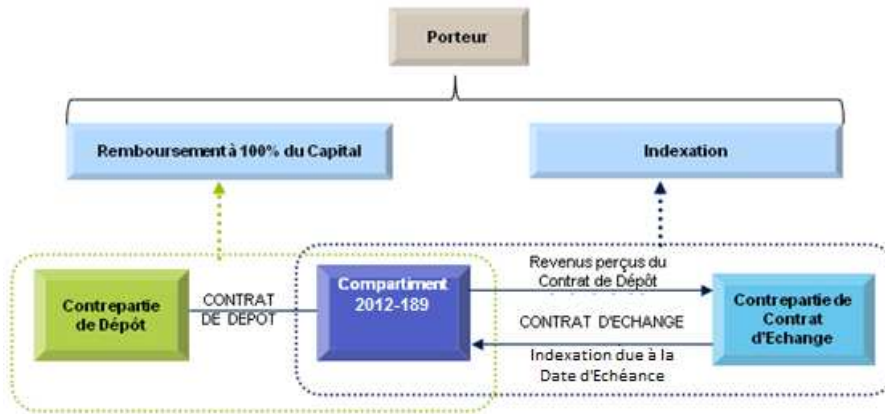 Porteur
Remboursement à 100% du Capital
Indexation
Contrepartie
de Dépôt
CONTRAT
DE DEPOT
Compartiment
2012-189
Revenus perçus du
Contrat de Dépôt
CONTRAT D'ECHANGE
Indexation due à la
Date d'Echéance
Contrepartie de
Contrat
d'Echange